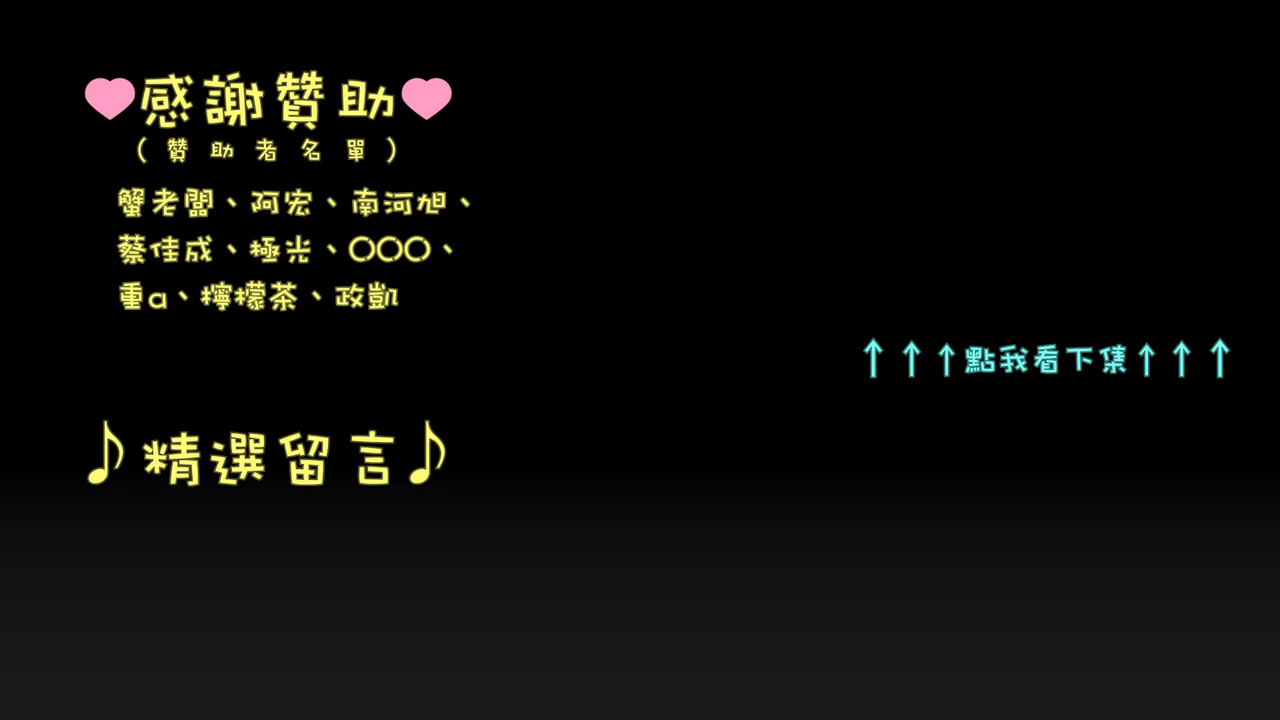 感謝贊助
(贊助者名單)
蟹老闆、阿宏、南河旭、
蔡佳成、極光、〇〇〇、
重a、檸檬茶、政凱
↑↑↑點我看下集↑↑↑
♪精選留言♪